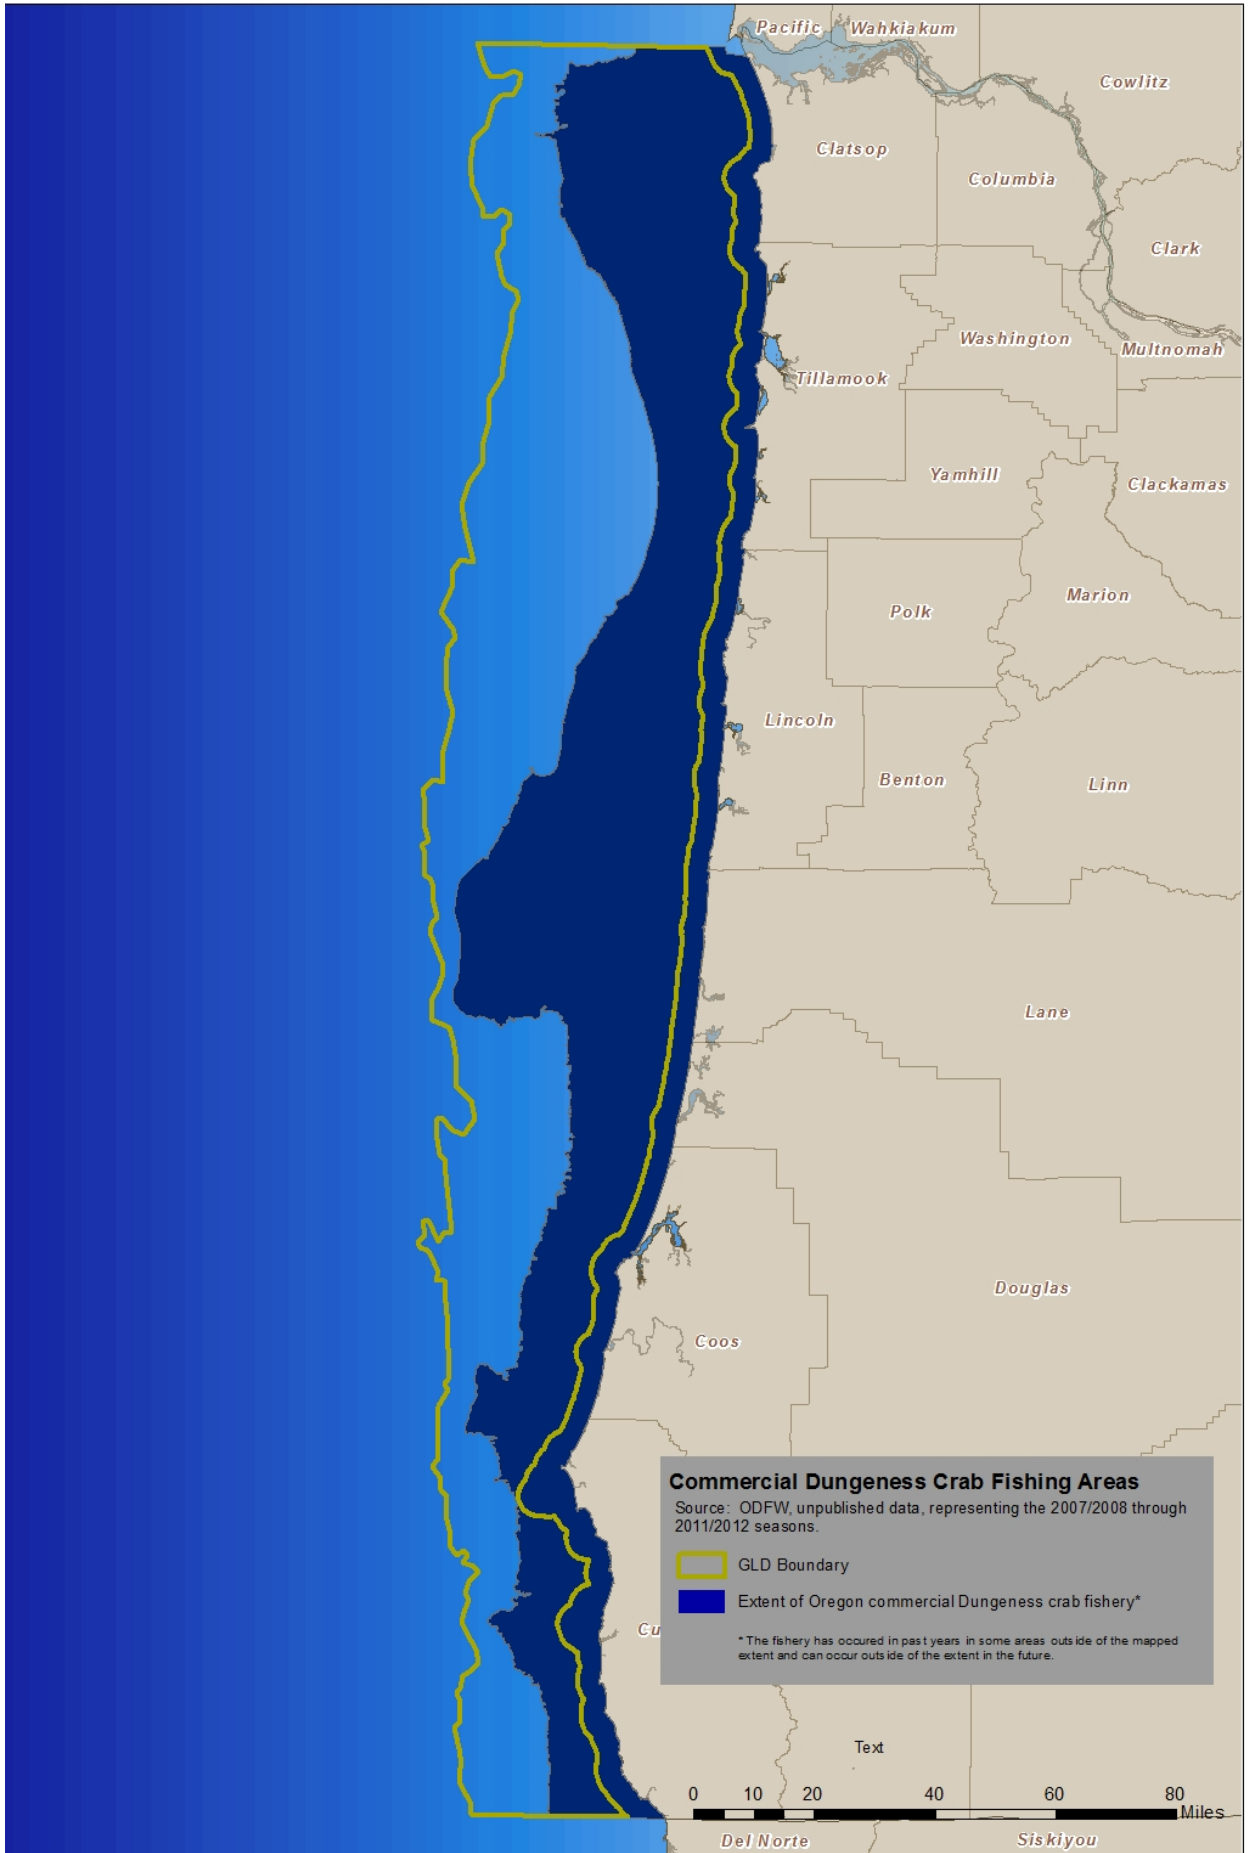 Pacific
Wahkiakum
Cowlitz
Clatsop
Columbia
Clark
Washington
Multnomah
Tillamook
Yamhill
Clackamas
Marion
Polk
Lincoln
Benton
Linn
Lane
Douglas
Coos
Commercial Dungeness Crab Fishing Areas
Source: ODFW, unpublished data, representing the 2007/2008 through
2011/2012 seasons.
GLD Boundary
Extent of Oregon commercial Dungeness crab fishery*
* The fishery has occured in past years in some areas outside of the mapped
extent and can occur outside of the extent in the future.
Cu
Text
0 10 20 40 60 80
Miles
Del Norte
Siskiyou